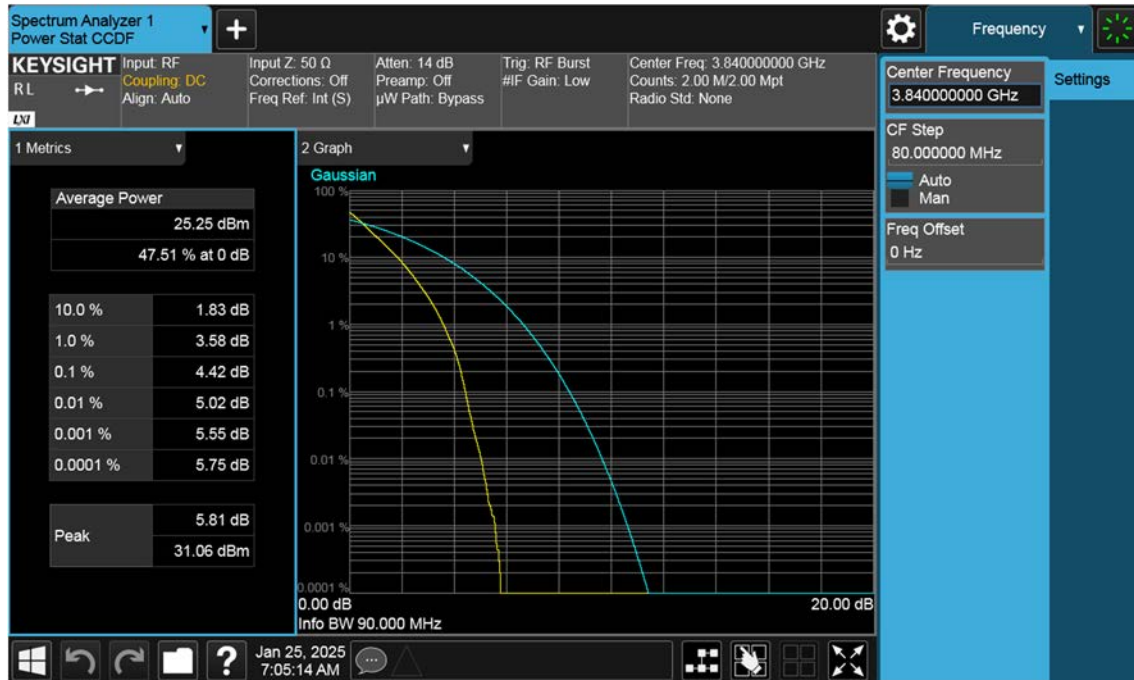 Spectrum Analyzer 1
Power Stat CCDF
Frequency
KEYSIGHT
R L
LXI
Input: RF
Coupling: DC
Align: Auto
Input Z: 50 Ω
Corrections: Off
Freq Ref: Int (S)
Atten: 14 dB
Preamp: Off
µW Path: Bypass
Trig: RF Burst
#IF Gain: Low
Center Freq: 3.840000000 GHz
Counts: 2.00 M/2.00 Mpt
Radio Std: None
Center Frequency
3.840000000 GHz
Settings
CF Step
80.000000 MHz
Auto
Man
Freq Offset
0 Hz
1 Metrics
Average Power
25.25 dBm
47.51 % at 0 dB
10.0 % 1.83 dB
1.0 % 3.58 dB
0.1 % 4.42 dB
0.01 % 5.02 dB
0.001 % 5.55 dB
0.0001 % 5.75 dB
Peak
5.81 dB
31.06 dBm
2 Graph
Gaussian
100 %
10 %
1 %
0.1 %
0.01 %
0.001 %
0.0001 %
0.00 dB 20.00 dB
Info BW 90.000 MHz
?
Jan 25, 2025
7:05:14 AM